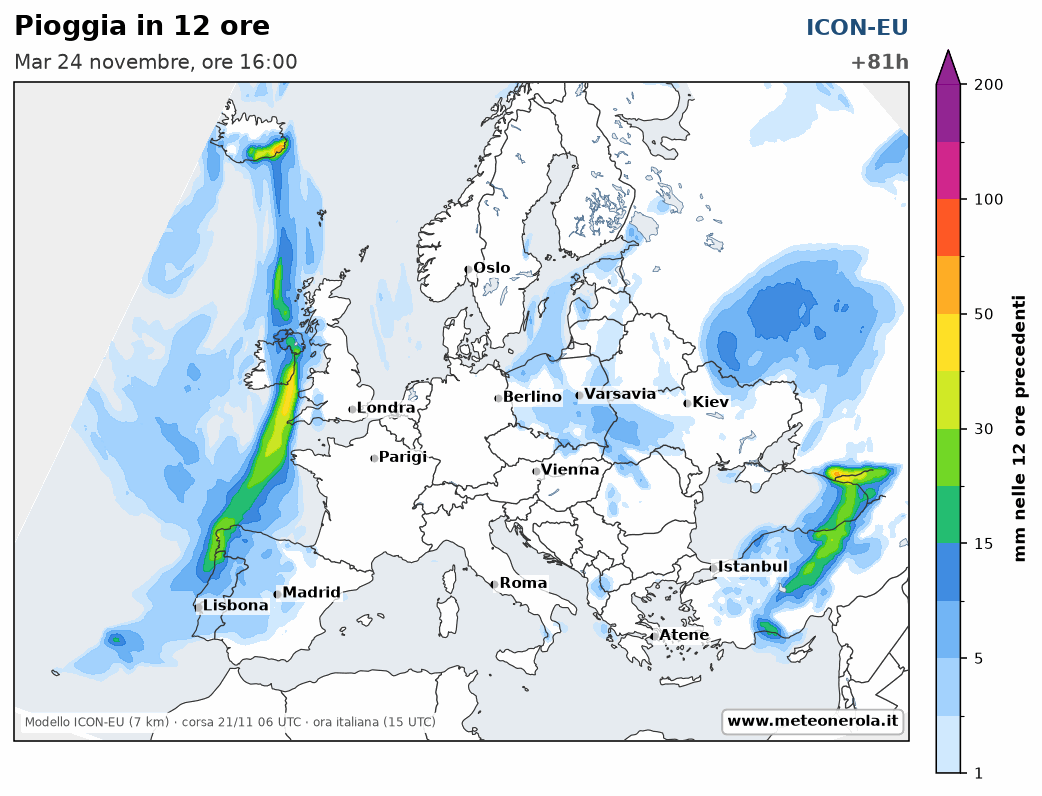 Pioggia in 12 ore
ICON-EU
Mar 24 novembre, ore 16:00
+81h
200
100
50
30
15
5
1
mm nelle 12 ore precedenti
Oslo
Londra
Berlino
Varsavia
Kiev
Parigi
Vienna
Istanbul
Roma
Madrid
Lisbona
Atene
Modello ICON-EU (7 km) · corsa 21/11 06 UTC · ora italiana (15 UTC)
www.meteonerola.it